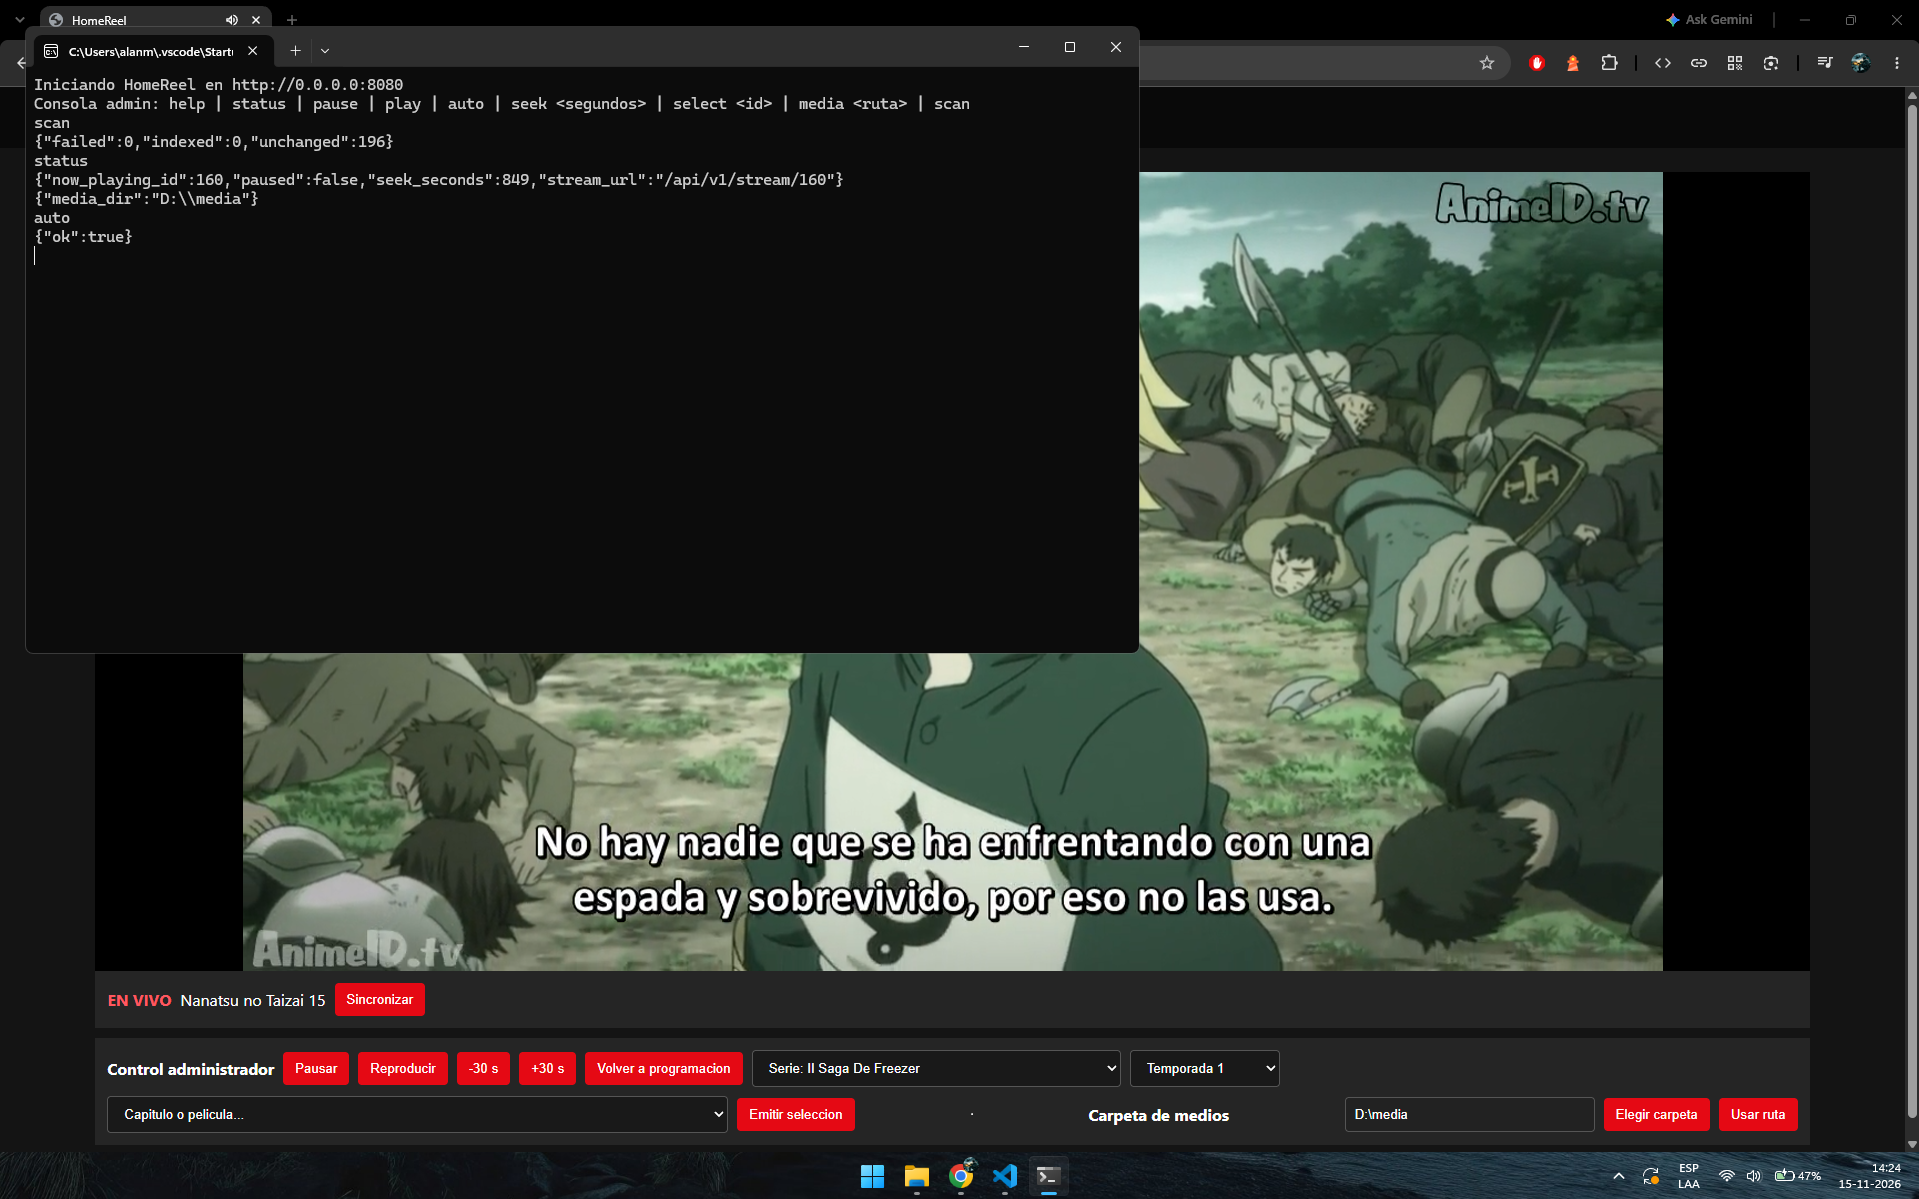 HomeReel
Ask Gemini
C:\Users\alanm\.vscode\Start
Iniciando HomeReel en http://0.0.0.0:8080
Consola admin: help | status | pause | play | auto | seek <segundos> | select <id> | media <ruta> | scan
scan
{"failed":0,"indexed":0,"unchanged":196}
status
{"now_playing_id":160,"paused":false,"seek_seconds":849,"stream_url":"/api/v1/stream/160"}
{"media_dir":"D:\\media"}
auto
{"ok":true}
AnimeID.tv
No hay nadie que se ha enfrentando con una
espada y sobrevivido, por eso no las usa.
AnimeID.tv
EN VIVO Nanatsu no Taizai 15 Sincronizar
Control administrador Pausar Reproducir -30 s +30 s Volver a programacion Serie: II Saga De Freezer Temporada 1
Capitulo o pelicula... Emitir seleccion · Carpeta de medios D:\media Elegir carpeta Usar ruta
ESP
LAA
47%
14:24
15-11-2026